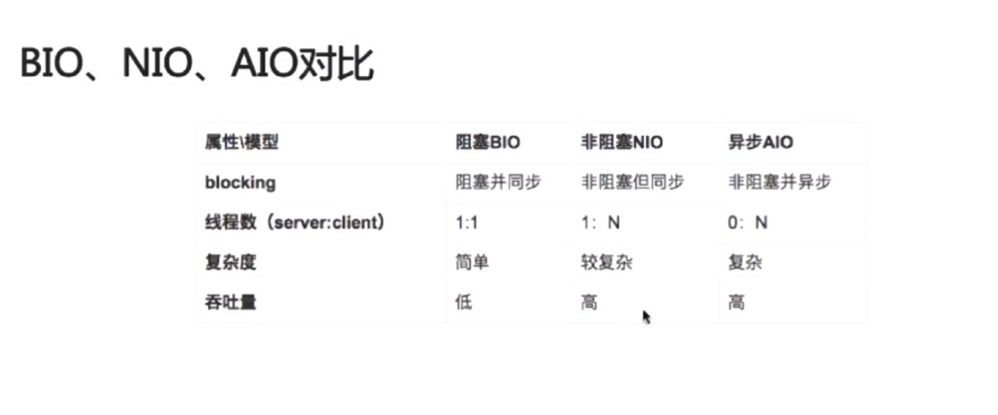 BIO、NIO、AIO对比
属性\模型 阻塞BIO 非阻塞NIO 异步AIO
blocking 阻塞并同步 非阻塞但同步 非阻塞并异步
线程数（server:client） 1:1 1：N 0：N
复杂度 简单 较复杂 复杂
吞吐量 低 高 高